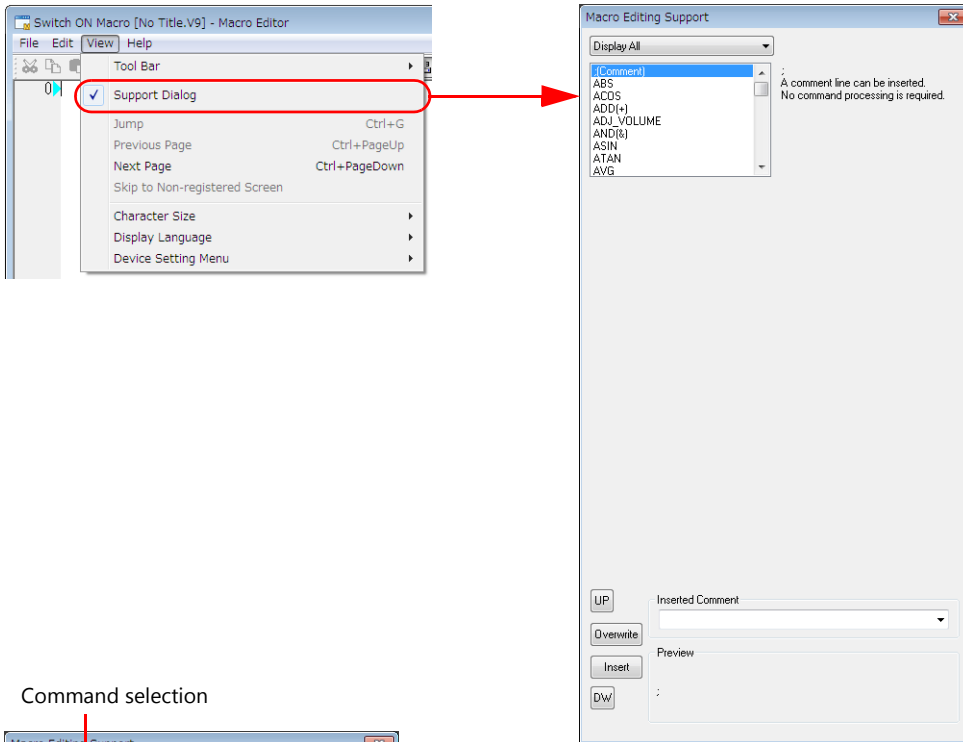 Switch ON Macro [No Title.V9] - Macro Editor
File Edit View Help
0
Tool Bar
Support Dialog
Jump Ctrl+G
Previous Page Ctrl+PageUp
Next Page Ctrl+PageDown
Skip to Non-registered Screen
Character Size
Display Language
Device Setting Menu
Macro Editing Support
Display All
;(Comment)
ABS
ACOS
ADD(+)
ADJ_VOLUME
AND(&)
ASIN
ATAN
AVG
;
A comment line can be inserted.
No command processing is required.
UP
Overwrite
Insert
DW
Inserted Comment
Preview
;
Command selection
Macro Editing Support